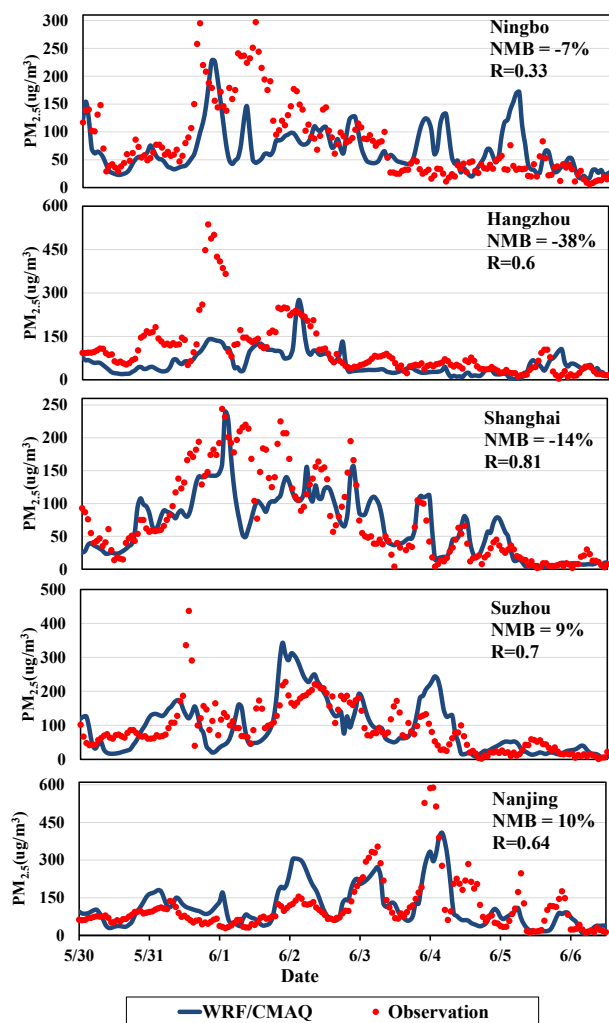 Ningbo
NMB = -7%
R=0.33
PM2.5(ug/m3)
300
250
200
150
100
50
0
Hangzhou
NMB = -38%
R=0.6
PM2.5(ug/m3)
600
450
300
150
0
Shanghai
NMB = -14%
R=0.81
PM2.5(ug/m3)
250
200
150
100
50
0
Suzhou
NMB = 9%
R=0.7
PM2.5(ug/m3)
500
400
300
200
100
0
Nanjing
NMB = 10%
R=0.64
PM2.5(ug/m3)
600
450
300
150
0
5/30 5/31 6/1 6/2 6/3 6/4 6/5 6/6
Date
WRF/CMAQ Observation